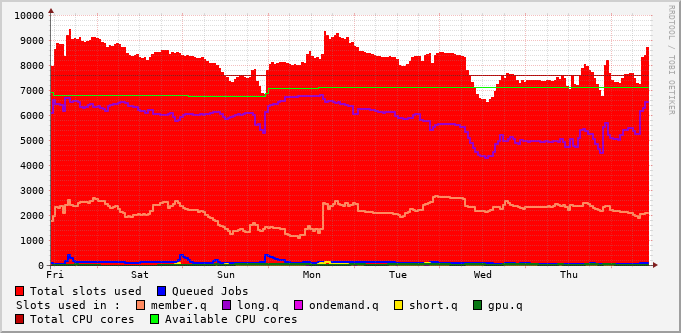 10000
9000
8000
7000
6000
5000
4000
3000
2000
1000
0
Fri Sat Sun Mon Tue Wed Thu
Total slots used Queued Jobs
Slots used in : member.q long.q ondemand.q short.q gpu.q
Total CPU cores Available CPU cores
RRDTOOL / TOBI OETIKER